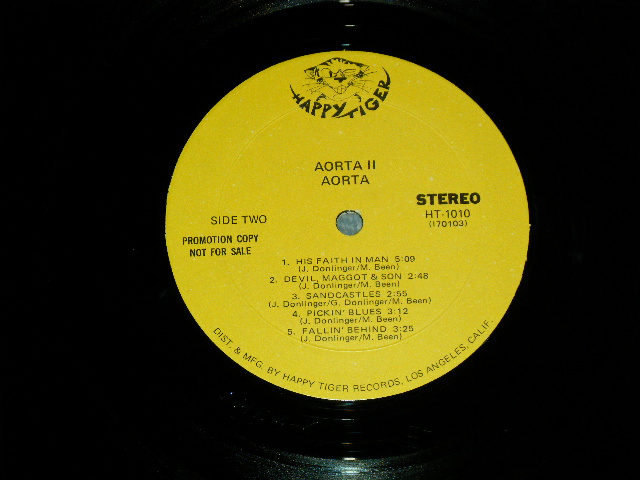 HAPPY TIGER
AORTA II
AORTA
STEREO
HT-1010
(170103)
SIDE TWO
PROMOTION COPY
NOT FOR SALE
1. HIS FAITH IN MAN 5:09
(J. Donlinger/M. Been)
2. DEVIL, MAGGOT & SON 2:48
(J. Donlinger/M. Been)
3. SANDCASTLES 2:55
(J. Donlinger/G. Donlinger/M. Been)
4. PICKIN' BLUES 3:12
(J. Donlinger/M. Been)
5. FALLIN' BEHIND 3:25
(J. Donlinger/M. Been)
DIST. & MFG. BY HAPPY TIGER RECORDS, LOS ANGELES, CALIF.